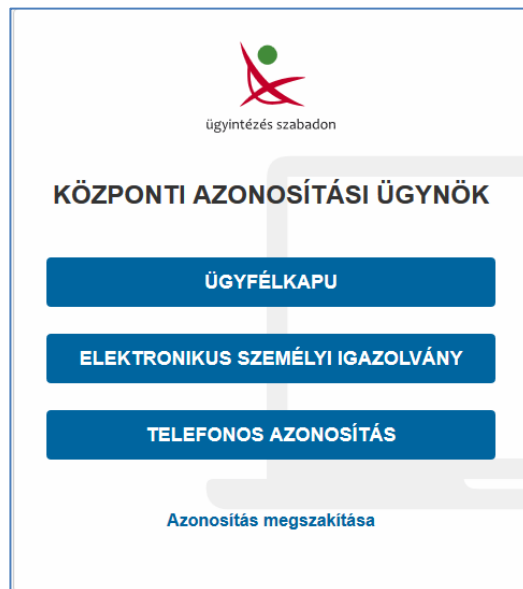 ügyintézés szabadon
KÖZPONTI AZONOSÍTÁSI ÜGYNÖK
ÜGYFÉLKAPU
ELEKTRONIKUS SZEMÉLYI IGAZOLVÁNY
TELEFONOS AZONOSÍTÁS
Azonosítás megszakítása